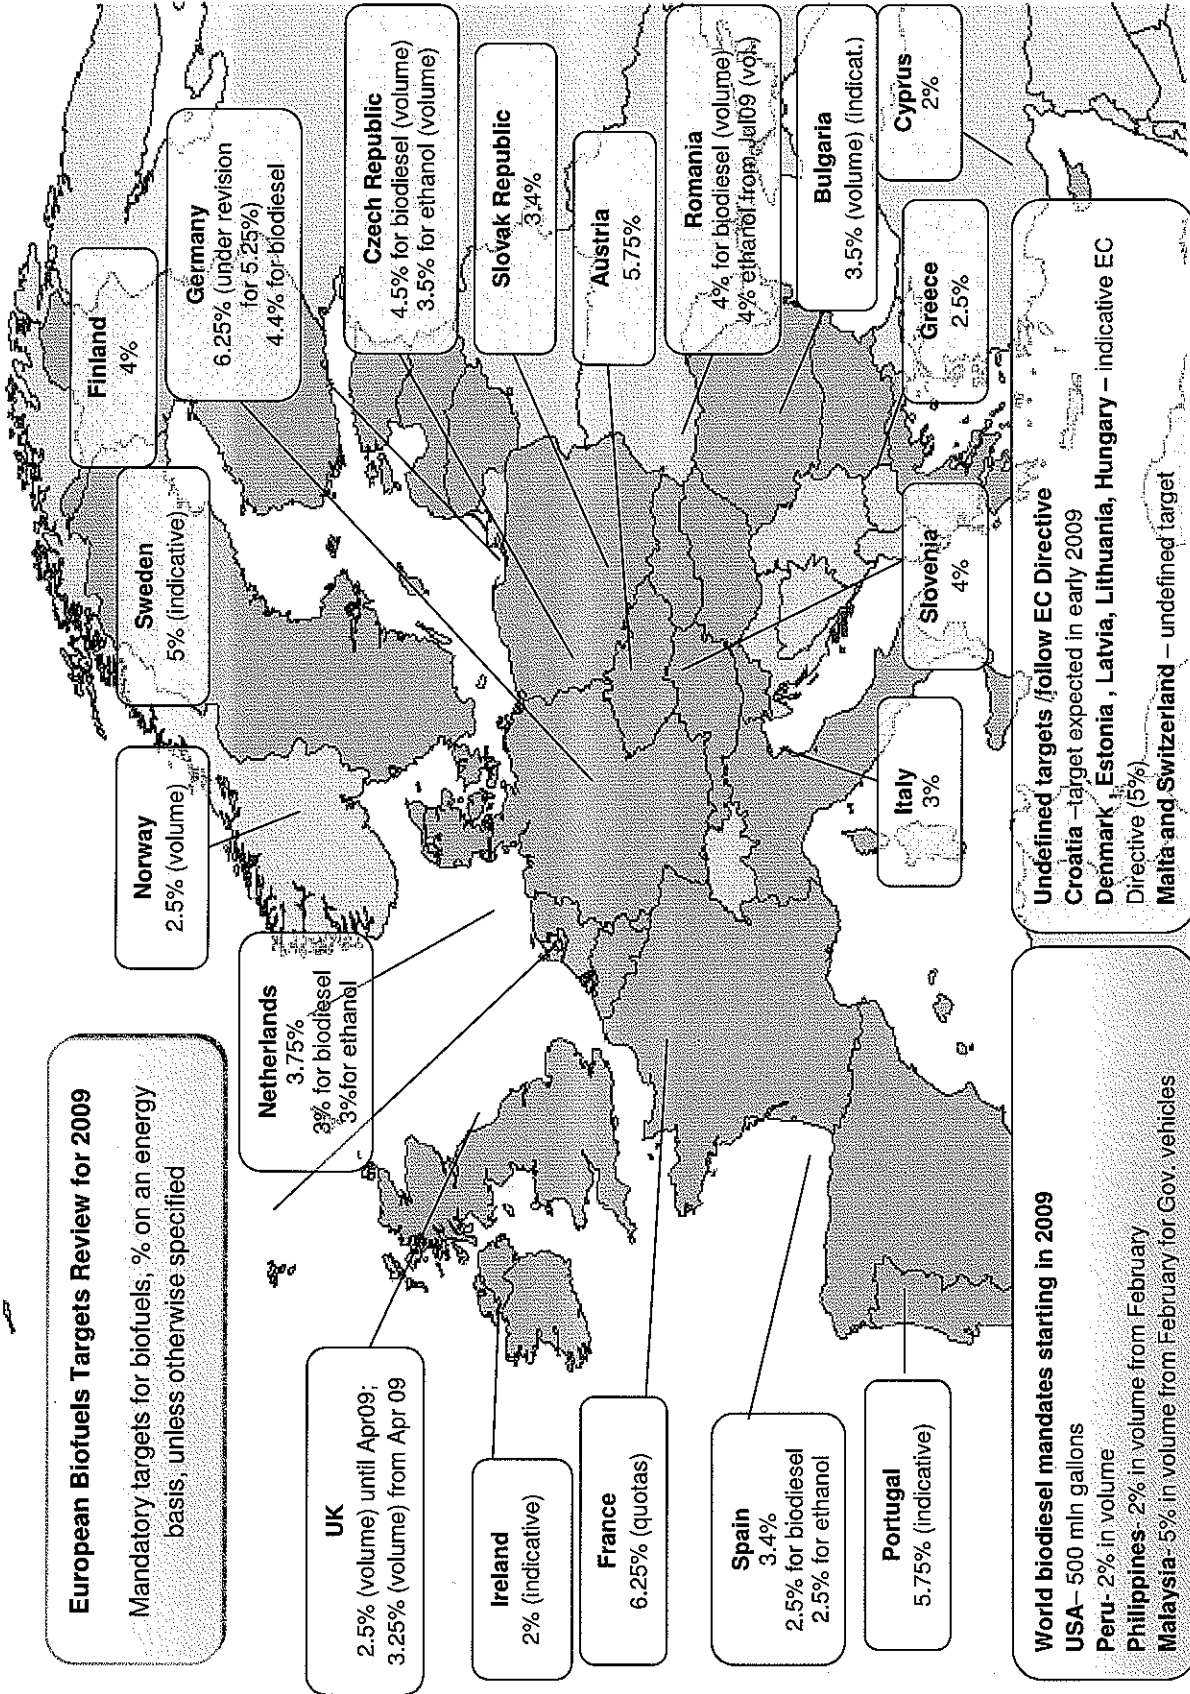 European Biofuels Targets Review for 2009
Mandatory targets for biofuels, % on an energy
basis, unless otherwise specified
Norway
2.5% (volume)
Sweden
5% (indicative)
Finland
4%
Netherlands
3.75%
3% for biodiesel
3%for ethanol
Germany
6.25% (under revision
for 5.25%)
4.4% for biodiesel
UK
2.5% (volume) until Apr09;
3.25% (volume) from Apr 09
Czech Republic
4.5% for biodiesel (volume)
3.5% for ethanol (volume)
Ireland
2% (indicative)
Slovak Republic
3.4%
France
6.25% (quotas)
Austria
5.75%
Romania
4% for biodiesel (volume)
4% ethanol from Jul09 (vol.)
Spain
3.4%
2.5% for biodiesel
2.5% for ethanol
Bulgaria
3.5% (volume) (indicat.)
Portugal
5.75% (indicative)
Italy
3%
Slovenia
4%
Greece
2.5%
Cyprus
2%
World biodiesel mandates starting in 2009
USA– 500 mln gallons
Peru- 2% in volume
Philippines- 2% in volume from February
Malaysia- 5% in volume from February for Gov. vehicles
Undefined targets /follow EC Directive
Croatia –target expected in early 2009
Denmark, Estonia , Latvia, Lithuania, Hungary – indicative EC
Directive (5%)
Malta and Switzerland – undefined target